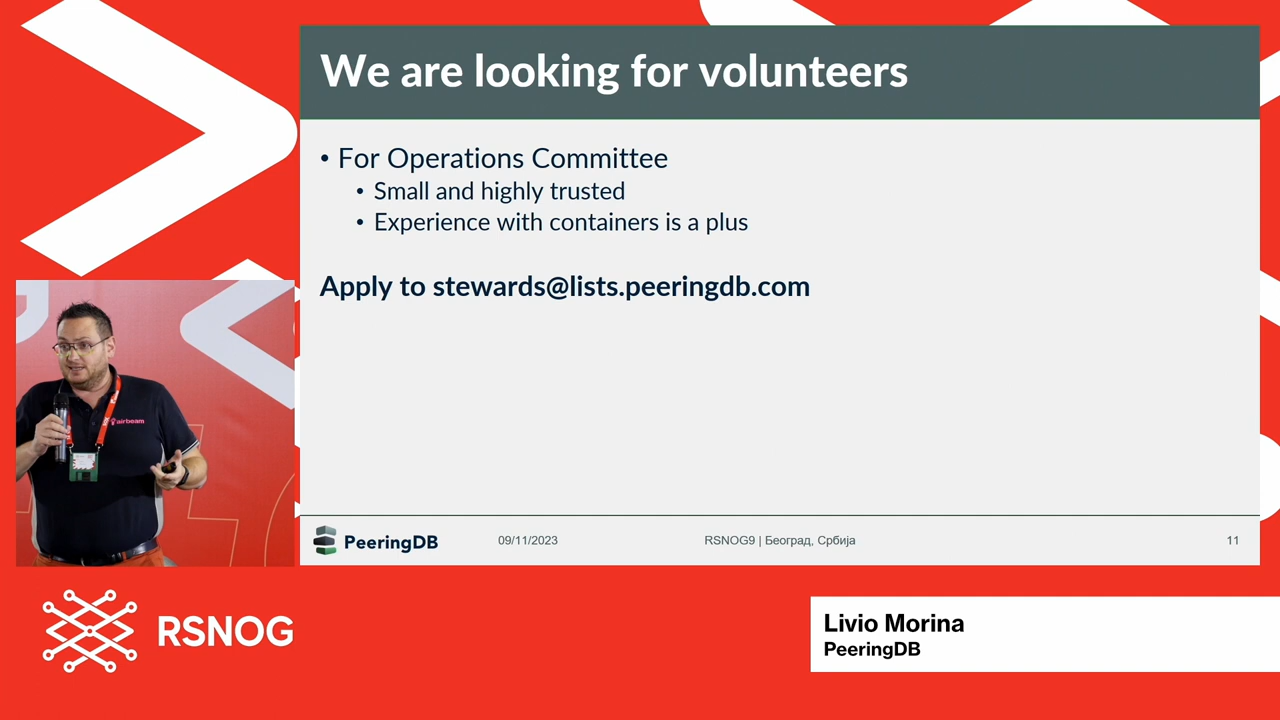 We are looking for volunteers
• For Operations Committee
• Small and highly trusted
• Experience with containers is a plus
Apply to stewards@lists.peeringdb.com
airbeam
PeeringDB
09/11/2023
RSNOG9 | Београд, Србија
11
RSNOG
Livio Morina
PeeringDB